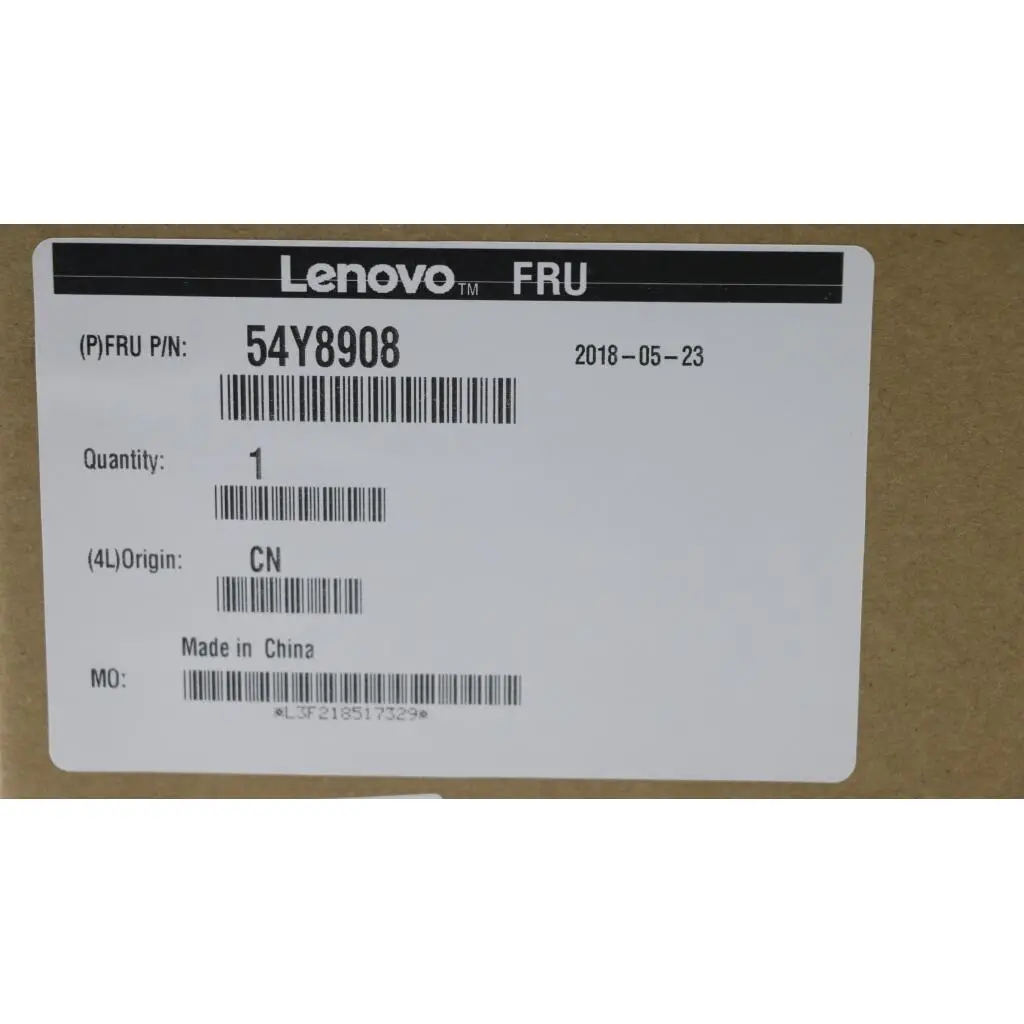 Lenovo™ FRU
(P)FRU P/N: 54Y8908 2018-05-23
Quantity: 1
(4L)Origin: CN
Made in China
MO:
*L3F218517329*